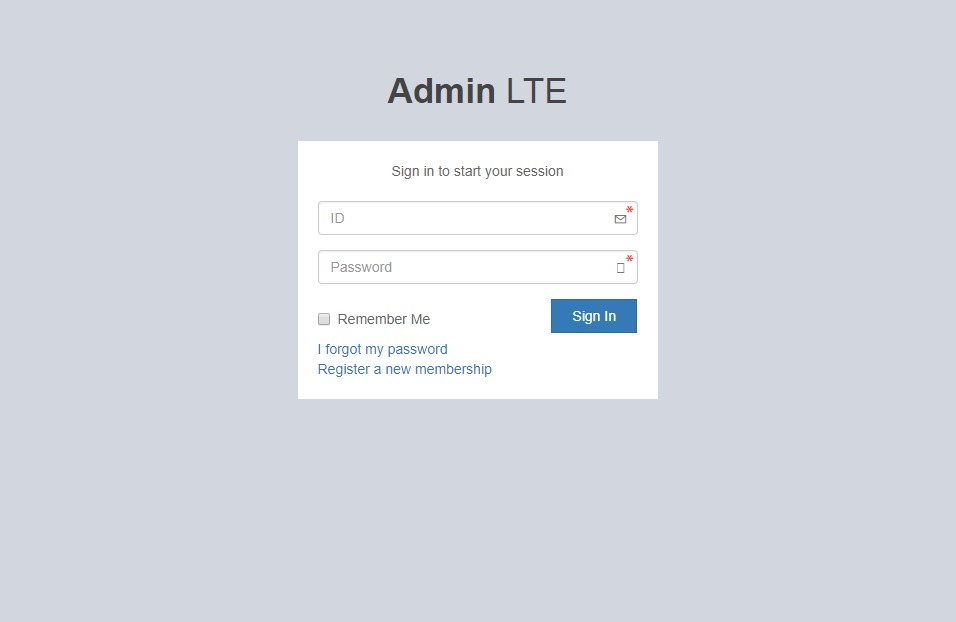 Admin LTE
Sign in to start your session
ID
*
Password
*
Remember Me
Sign In
I forgot my password
Register a new membership